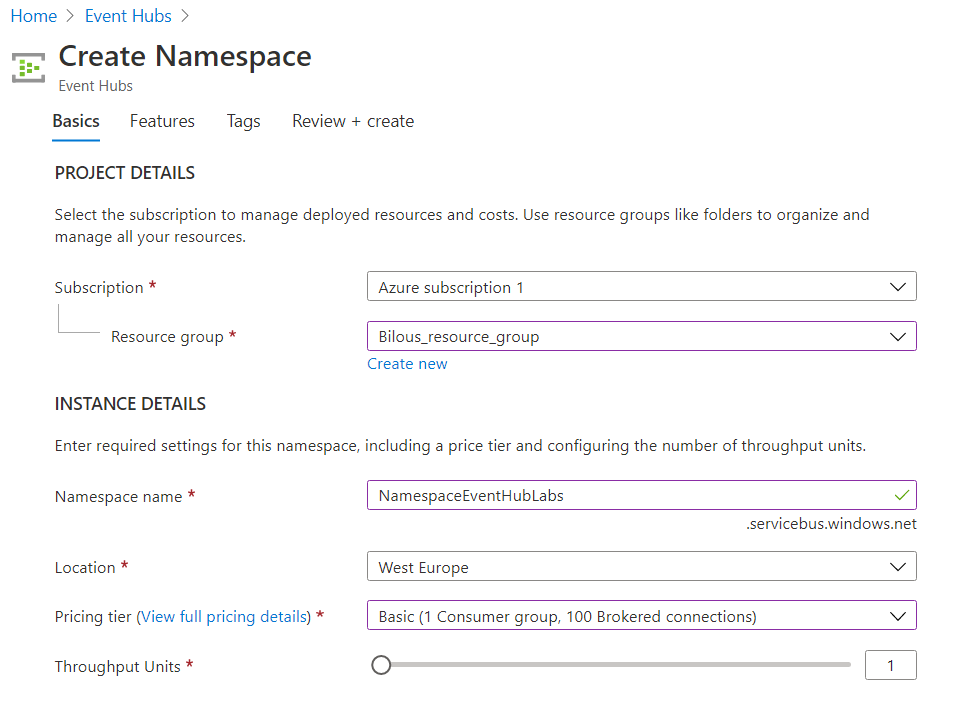 Home > Event Hubs >
Create Namespace
Event Hubs
Basics Features Tags Review + create
PROJECT DETAILS
Select the subscription to manage deployed resources and costs. Use resource groups like folders to organize and
manage all your resources.
Subscription * Azure subscription 1
Resource group * Bilous_resource_group
Create new
INSTANCE DETAILS
Enter required settings for this namespace, including a price tier and configuring the number of throughput units.
Namespace name * NamespaceEventHubLabs
.servicebus.windows.net
Location * West Europe
Pricing tier (View full pricing details) * Basic (1 Consumer group, 100 Brokered connections)
Throughput Units * 1